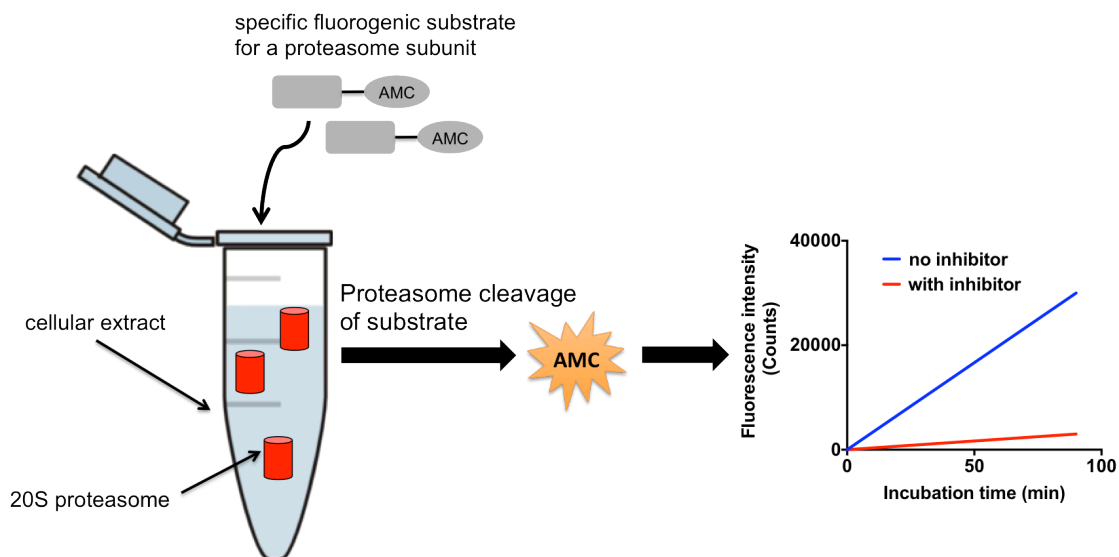 specific fluorogenic substrate
for a proteasome subunit
AMC
AMC
cellular extract
20S proteasome
Proteasome cleavage
of substrate
AMC
Fluorescence intensity
(Counts)
40000
20000
0
no inhibitor
with inhibitor
0
50
100
Incubation time (min)